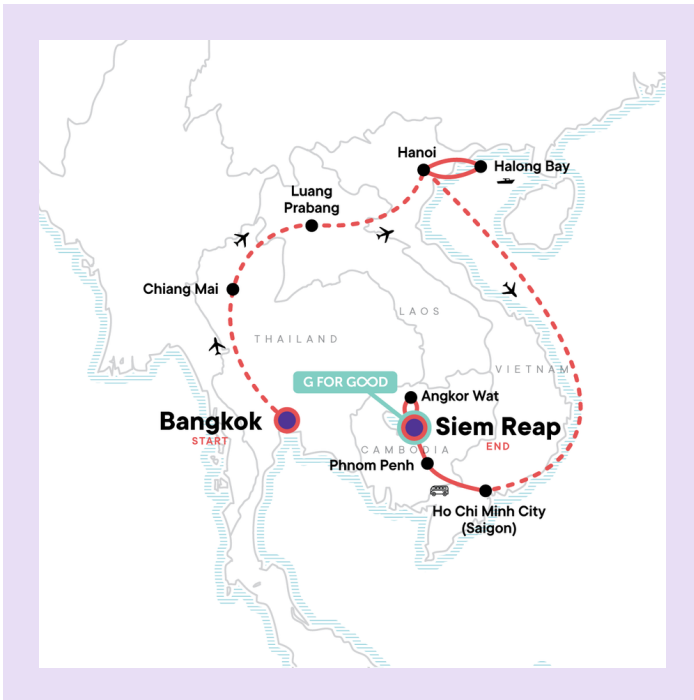 Hanoi
Halong Bay
Luang
Prabang
Chiang Mai
LAOS
THAILAND
VIETNAM
G FOR GOOD
Angkor Wat
Bangkok
START
Siem Reap
END
CAMBODIA
Phnom Penh
Ho Chi Minh City
(Saigon)